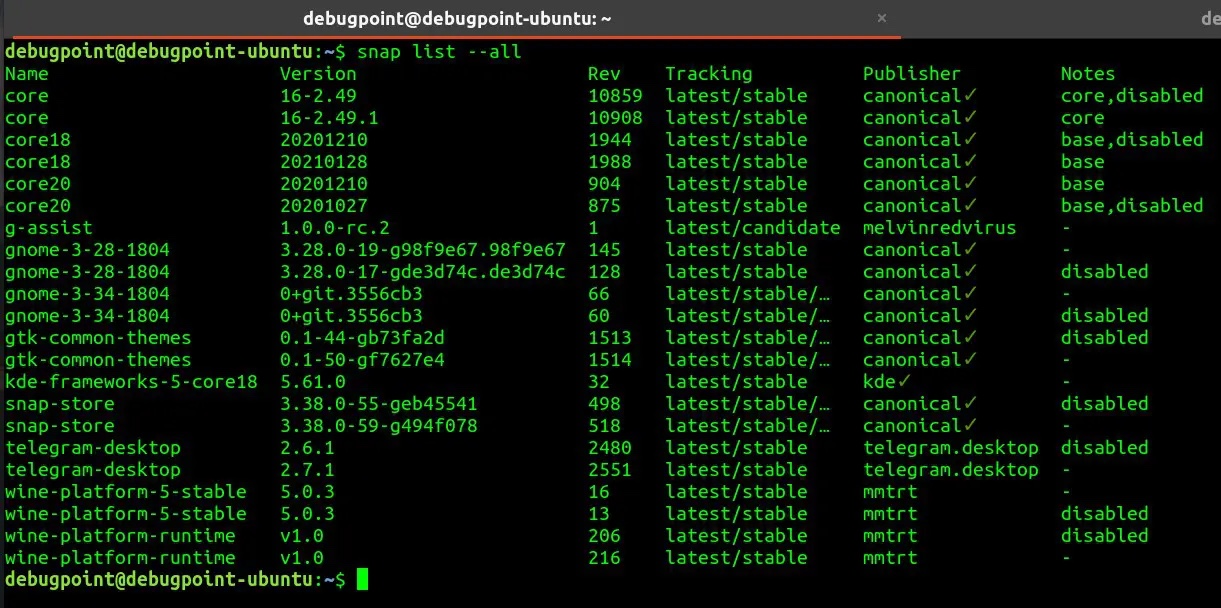 debugpoint@debugpoint-ubuntu: ~ × de
debugpoint@debugpoint-ubuntu:~$ snap list --all
Name Version Rev Tracking Publisher Notes
core 16-2.49 10859 latest/stable canonical✓ core,disabled
core 16-2.49.1 10908 latest/stable canonical✓ core
core18 20201210 1944 latest/stable canonical✓ base,disabled
core18 20210128 1988 latest/stable canonical✓ base
core20 20201210 904 latest/stable canonical✓ base
core20 20201027 875 latest/stable canonical✓ base,disabled
g-assist 1.0.0-rc.2 1 latest/candidate melvinredvirus -
gnome-3-28-1804 3.28.0-19-g98f9e67.98f9e67 145 latest/stable canonical✓ -
gnome-3-28-1804 3.28.0-17-gde3d74c.de3d74c 128 latest/stable canonical✓ disabled
gnome-3-34-1804 0+git.3556cb3 66 latest/stable/… canonical✓ -
gnome-3-34-1804 0+git.3556cb3 60 latest/stable/… canonical✓ disabled
gtk-common-themes 0.1-44-gb73fa2d 1513 latest/stable/… canonical✓ disabled
gtk-common-themes 0.1-50-gf7627e4 1514 latest/stable/… canonical✓ -
kde-frameworks-5-core18 5.61.0 32 latest/stable kde✓ -
snap-store 3.38.0-55-geb45541 498 latest/stable/… canonical✓ disabled
snap-store 3.38.0-59-g494f078 518 latest/stable/… canonical✓ -
telegram-desktop 2.6.1 2480 latest/stable telegram.desktop disabled
telegram-desktop 2.7.1 2551 latest/stable telegram.desktop -
wine-platform-5-stable 5.0.3 16 latest/stable mmtrt -
wine-platform-5-stable 5.0.3 13 latest/stable mmtrt disabled
wine-platform-runtime v1.0 206 latest/stable mmtrt disabled
wine-platform-runtime v1.0 216 latest/stable mmtrt -
debugpoint@debugpoint-ubuntu:~$